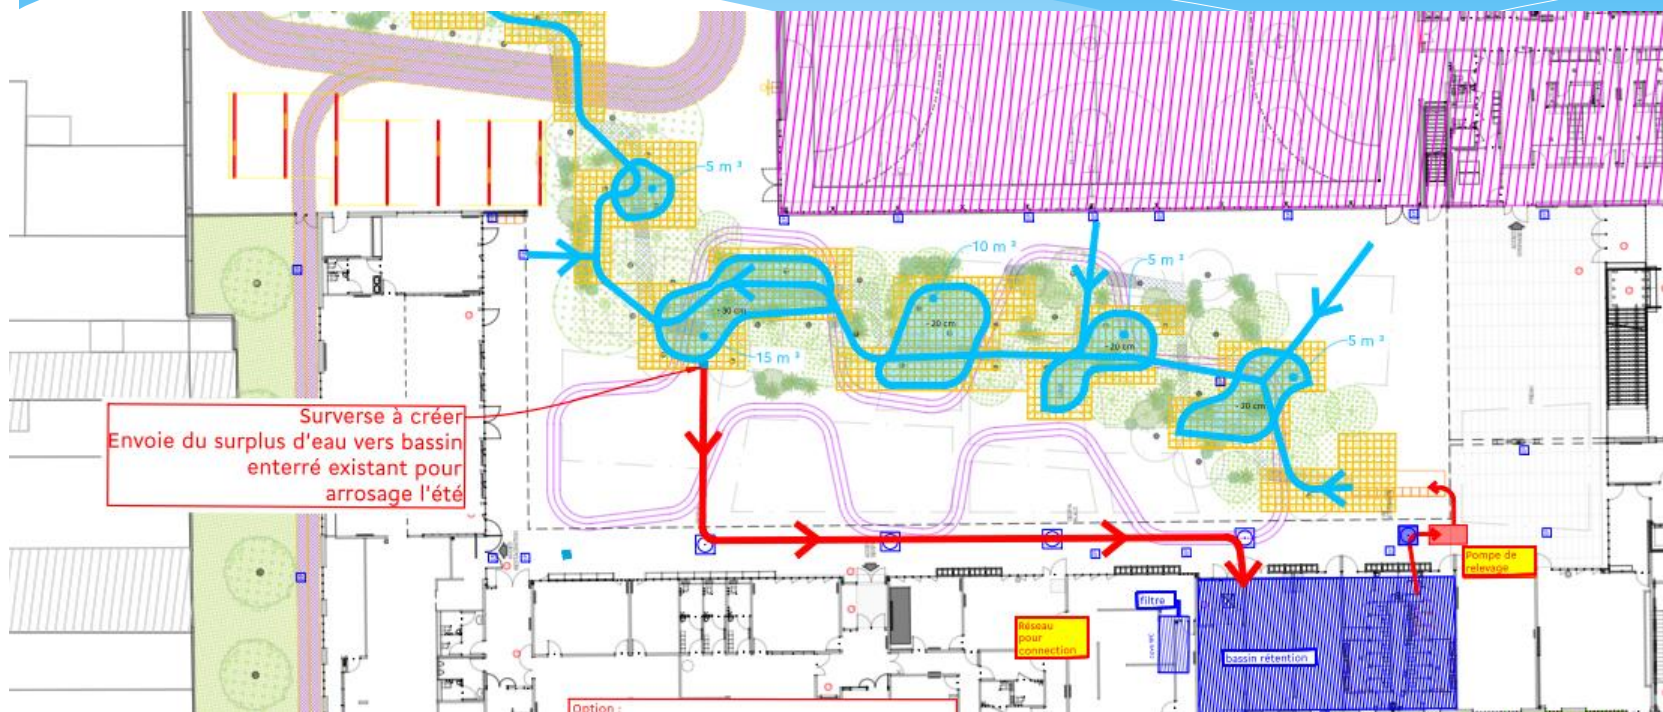 5 m ³
10 m ³
5 m ³
- 30 cm
- 20 cm
- 20 cm
5 m ³
15 m ³
- 20 cm
Surverse à créer
Envoie du surplus d'eau vers bassin
enterré existant pour
arrosage l'été
Pompe de
relevage
filtre
Réseau
pour
connection
bassin rétention
Option :